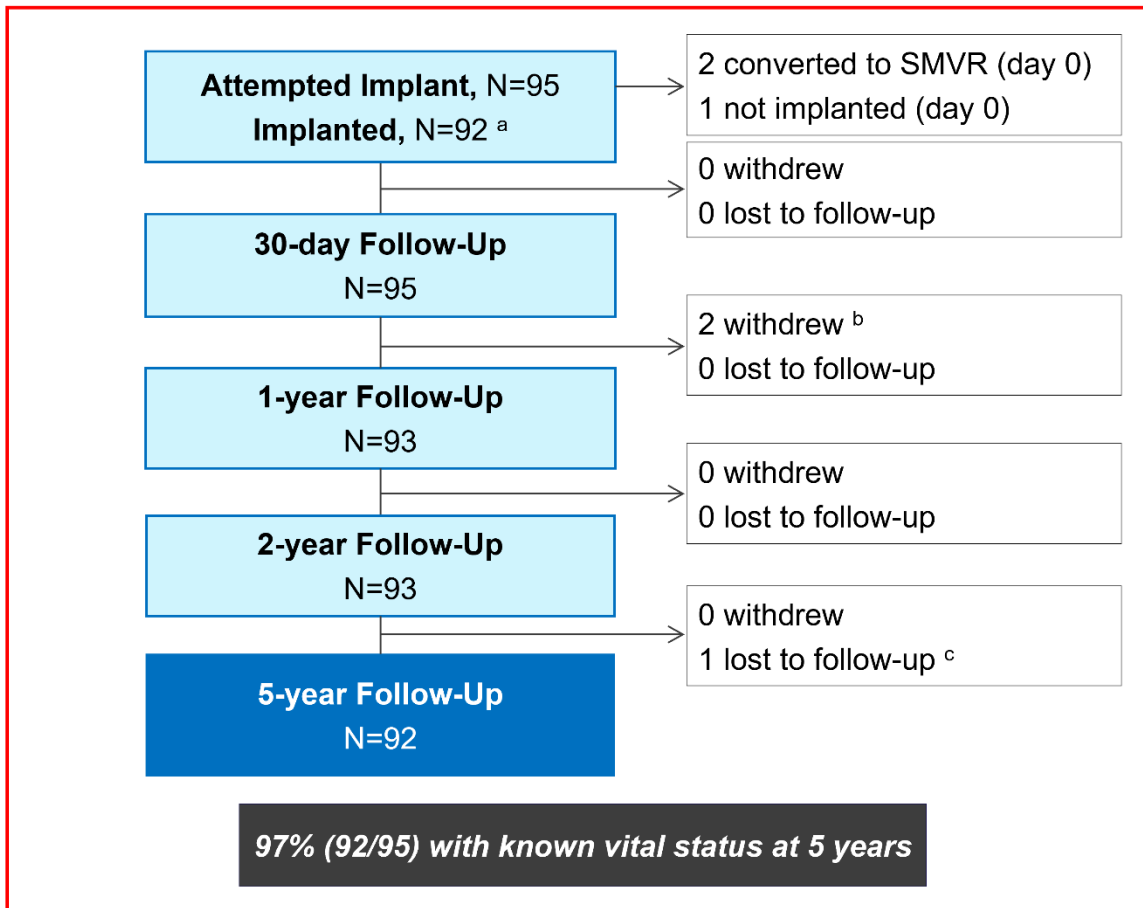 Attempted Implant, N=95
Implanted, N=92 ᵃ
2 converted to SMVR (day 0)
1 not implanted (day 0)
0 withdrew
0 lost to follow-up
30-day Follow-Up
N=95
2 withdrew ᵇ
0 lost to follow-up
1-year Follow-Up
N=93
0 withdrew
0 lost to follow-up
2-year Follow-Up
N=93
0 withdrew
1 lost to follow-up ᶜ
5-year Follow-Up
N=92
97% (92/95) with known vital status at 5 years